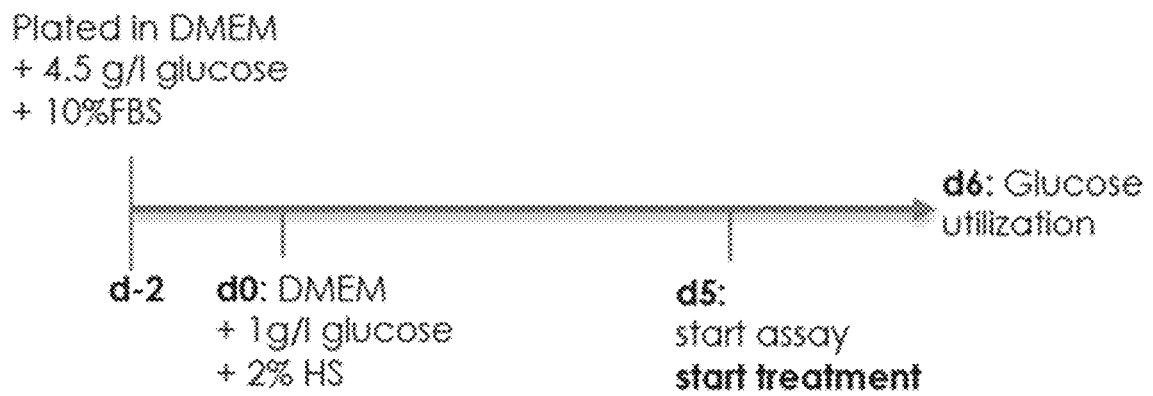 Plated in DMEM
+ 4.5 g/l glucose
+ 10%FBS
d6: Glucose
utilization
d-2
d0: DMEM
+ 1g/l glucose
+ 2% HS
d5:
start assay
start treatment